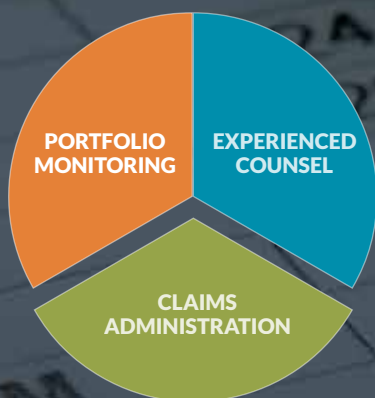 PORTFOLIO
MONITORING
EXPERIENCED
COUNSEL
CLAIMS
ADMINISTRATION